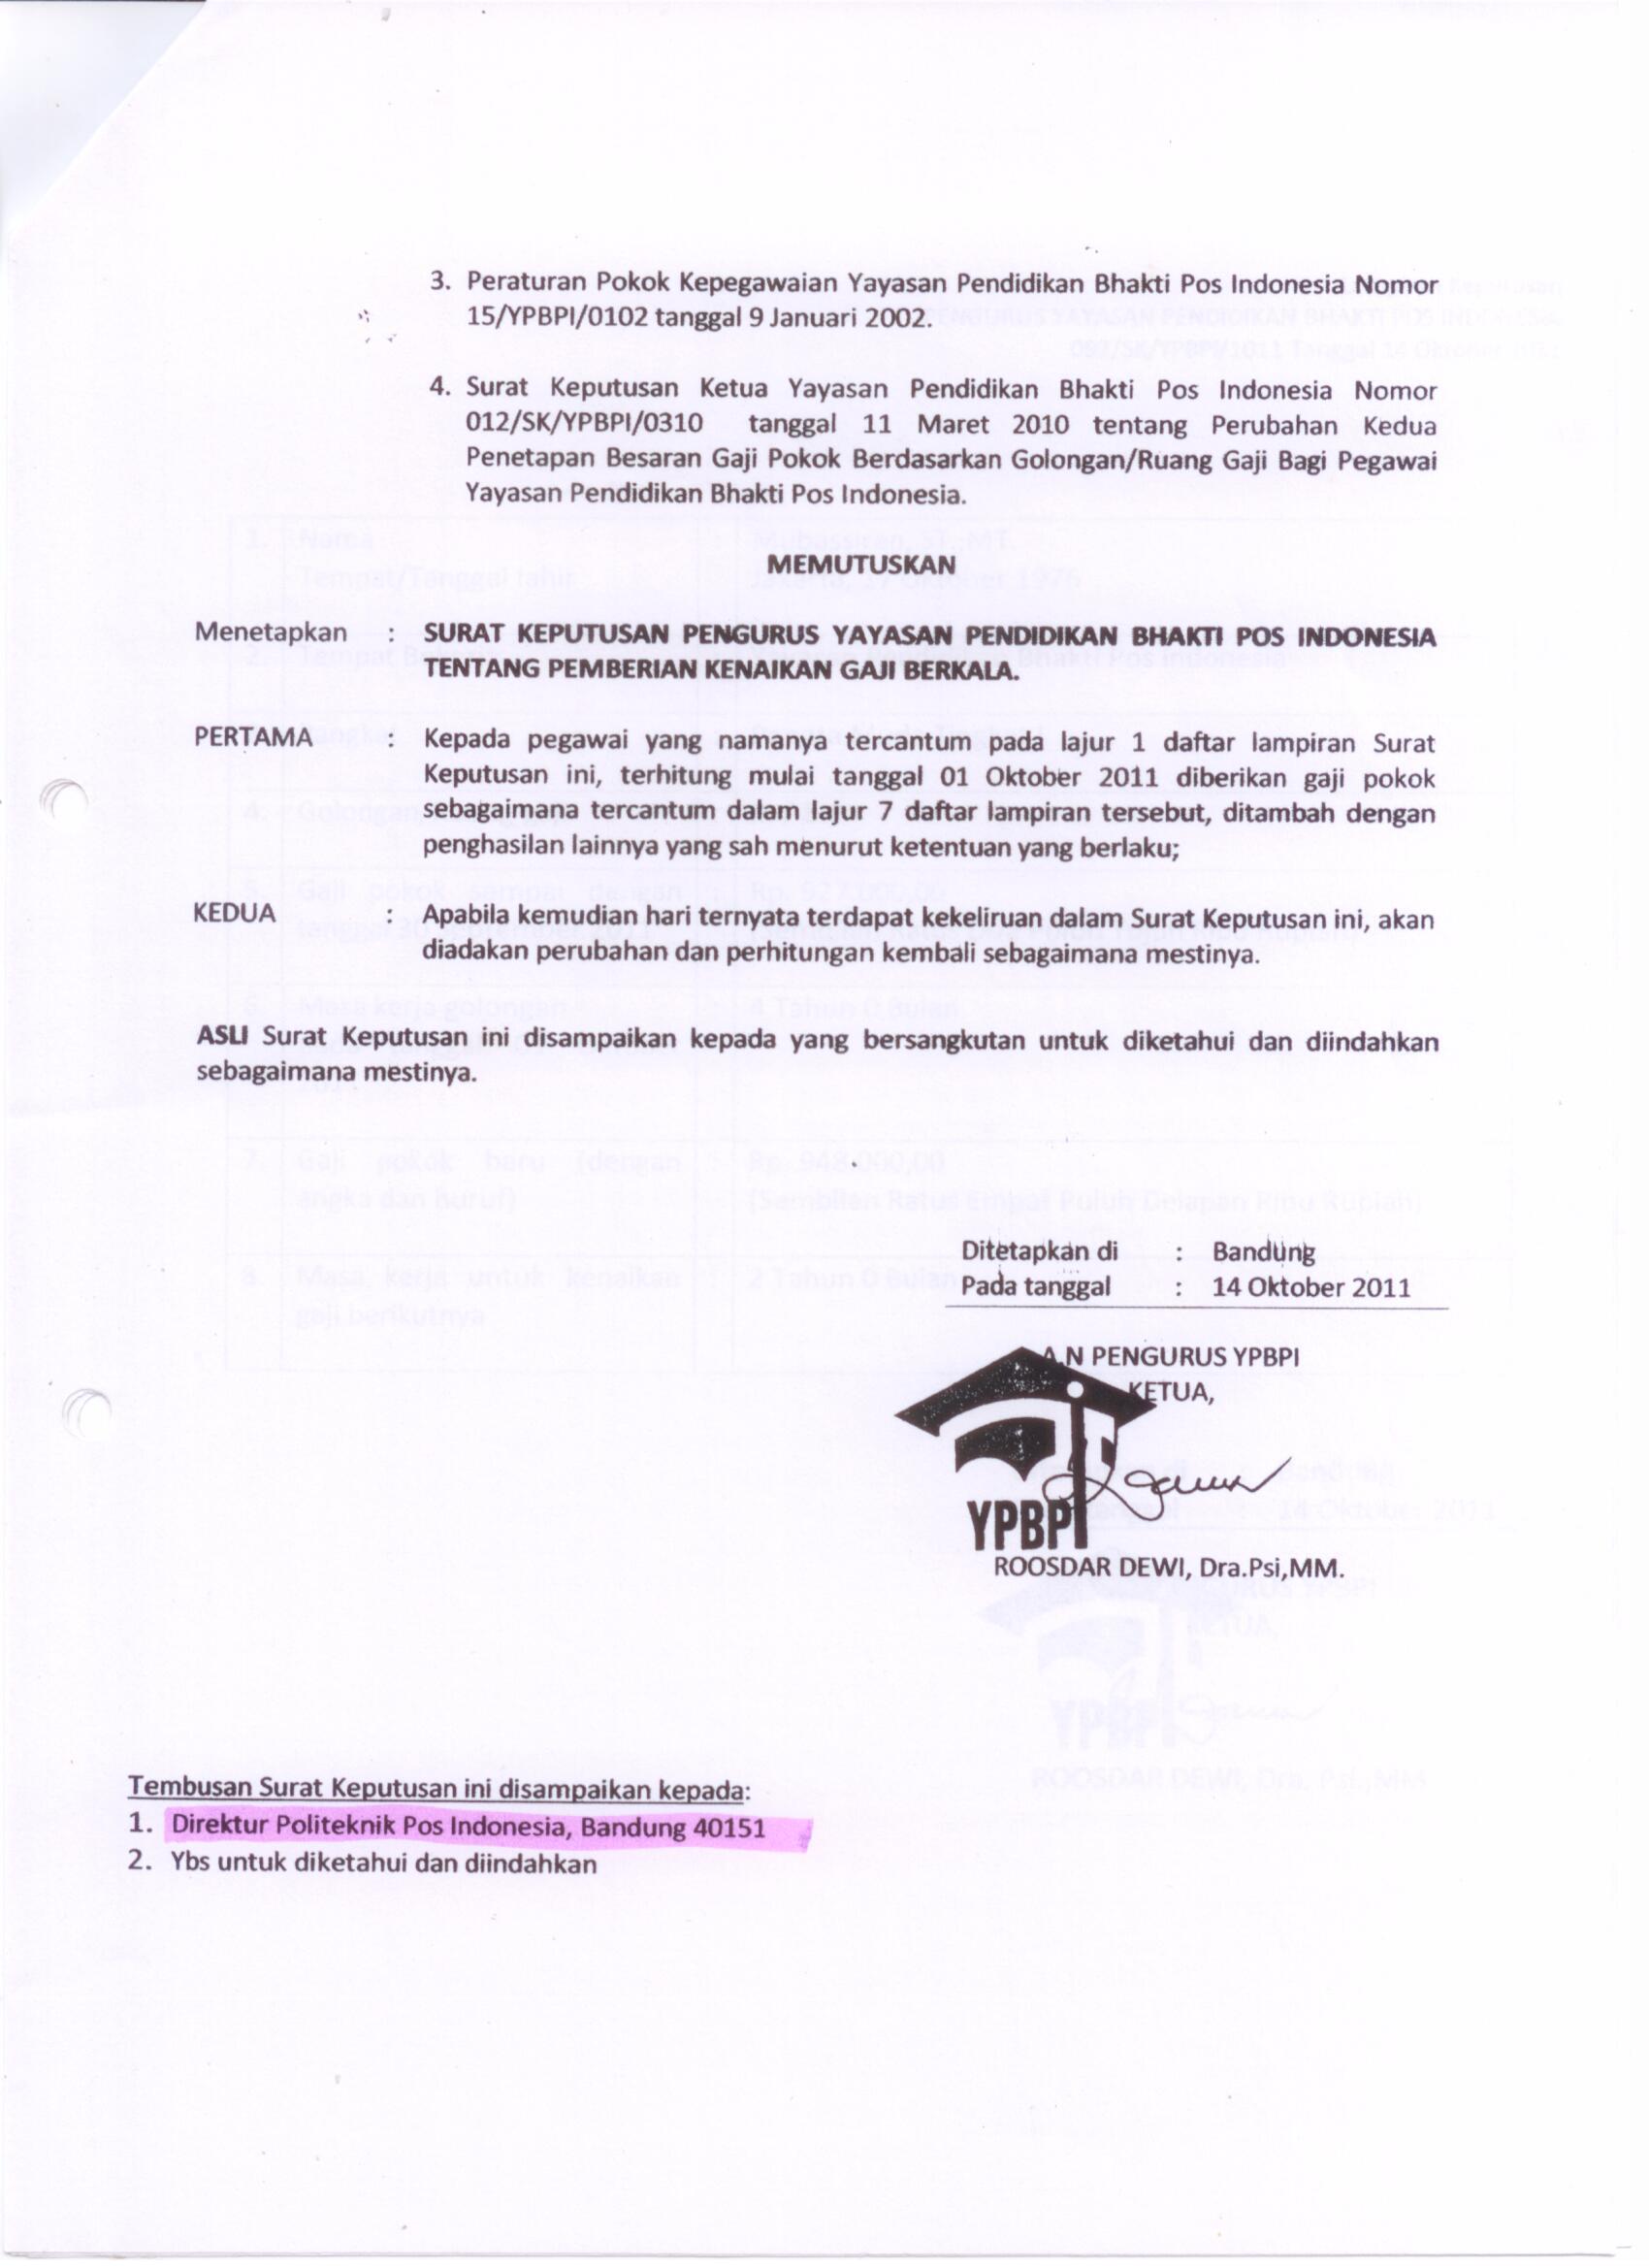 3. Peraturan Pokok Kepegawaian Yayasan Pendidikan Bhakti Pos Indonesia Nomor
15/YPBPI/0102 tanggal 9 Januari 2002.
4. Surat Keputusan Ketua Yayasan Pendidikan Bhakti Pos Indonesia Nomor
012/SK/YPBPI/0310 tanggal 11 Maret 2010 tentang Perubahan Kedua
Penetapan Besaran Gaji Pokok Berdasarkan Golongan/Ruang Gaji Bagi Pegawai
Yayasan Pendidikan Bhakti Pos Indonesia.
MEMUTUSKAN
Menetapkan : SURAT KEPUTUSAN PENGURUS YAYASAN PENDIDIKAN BHAKTI POS INDONESIA
TENTANG PEMBERIAN KENAIKAN GAJI BERKALA.
PERTAMA : Kepada pegawai yang namanya tercantum pada lajur 1 daftar lampiran Surat
Keputusan ini, terhitung mulai tanggal 01 Oktober 2011 diberikan gaji pokok
sebagaimana tercantum dalam lajur 7 daftar lampiran tersebut, ditambah dengan
penghasilan lainnya yang sah menurut ketentuan yang berlaku;
KEDUA : Apabila kemudian hari ternyata terdapat kekeliruan dalam Surat Keputusan ini, akan
diadakan perubahan dan perhitungan kembali sebagaimana mestinya.
ASLI Surat Keputusan ini disampaikan kepada yang bersangkutan untuk diketahui dan diindahkan
sebagaimana mestinya.
Ditetapkan di : Bandung
Pada tanggal : 14 Oktober 2011
A.N PENGURUS YPBPI
KETUA,
YPBPI
ROOSDAR DEWI, Dra.Psi,MM.
Tembusan Surat Keputusan ini disampaikan kepada:
1. Direktur Politeknik Pos Indonesia, Bandung 40151
2. Ybs untuk diketahui dan diindahkan